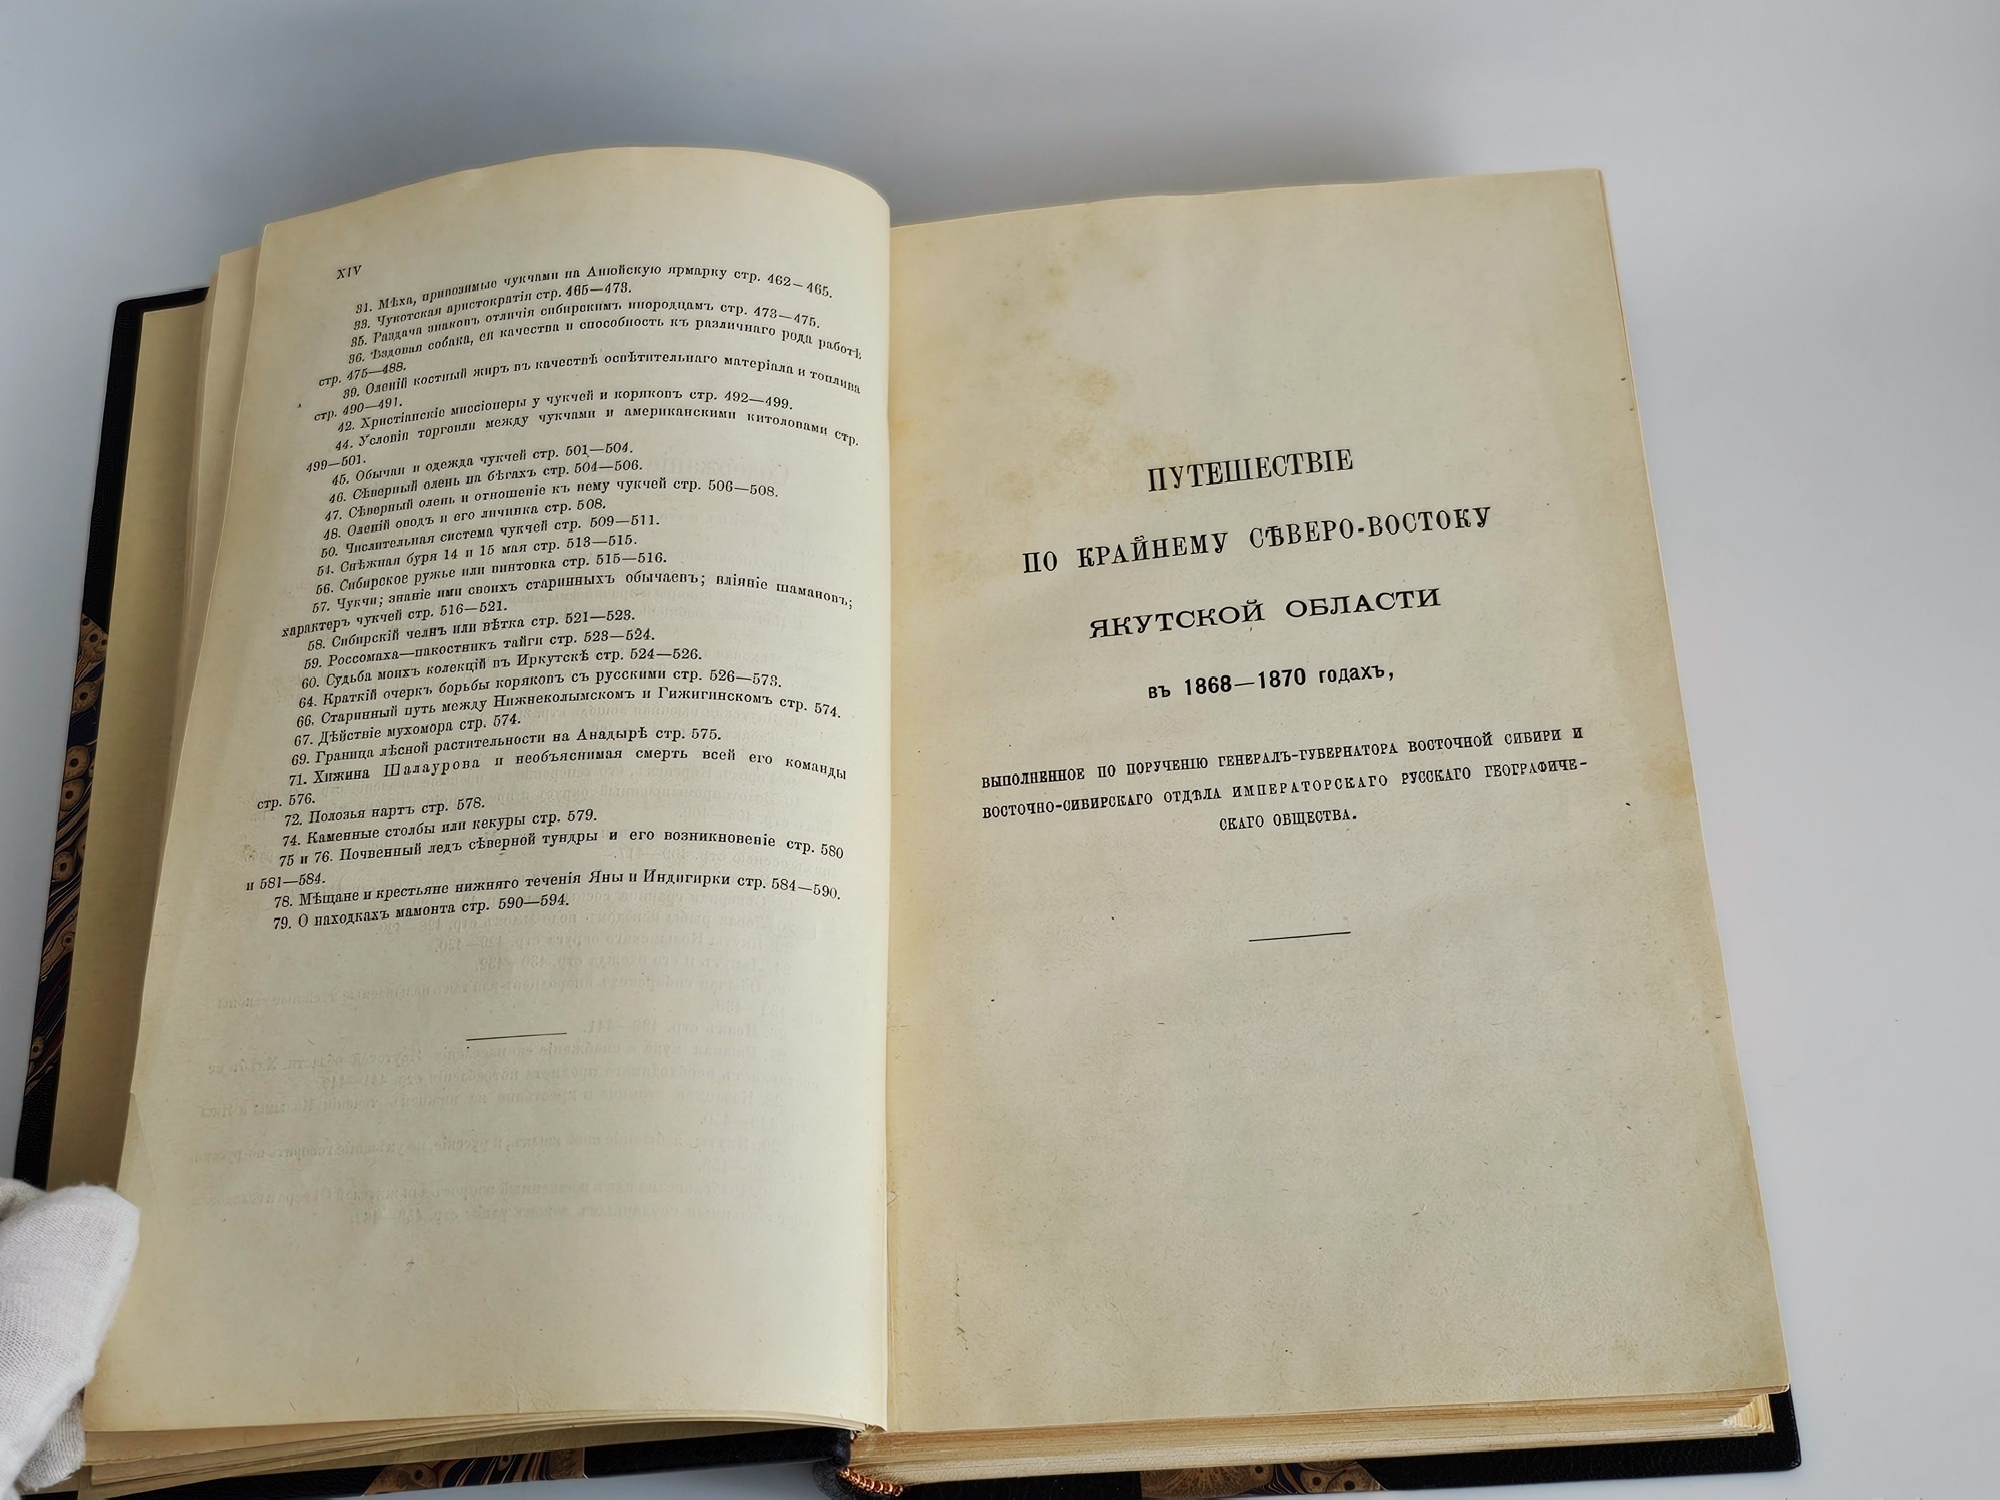 XIV
31. Мѣха, привозимые чукчами на Анюйскую ярмарку стр. 462—465.
33. Чукотская аристократія стр. 465—473.
35. Раздача знаковъ отличія сибирскимъ инородцамъ стр. 473—475.
36. Ѣздовая собака, ея качества и способность къ различнаго рода работѣ
стр. 475—488.
39. Оленій костный жиръ въ качествѣ освѣтительнаго матеріала и топлива
стр. 490—491.
42. Христіанскіе миссіонеры у чукчей и коряковъ стр. 492—499.
44. Условія торговли между чукчами и американскими китоловами стр.
499—501.
45. Обычаи и одежда чукчей стр. 501—504.
46. Сѣверный олень на бѣгахъ стр. 504—506.
47. Сѣверный олень и отношеніе къ нему чукчей стр. 506—508.
48. Оленій оводъ и его личинка стр. 508.
50. Числительная система чукчей стр. 509—511.
54. Снѣжная буря 14 и 15 мая стр. 513—515.
56. Сибирское ружье или винтовка стр. 515—516.
57. Чукчи; знаніе ими своихъ старинныхъ обычаевъ; вліяніе шамановъ;
характеръ чукчей стр. 516—521.
58. Сибирскій челнъ или вѣтка стр. 521—523.
59. Россомаха—пакостникъ тайги стр. 523—524.
60. Судьба моихъ колекцій въ Иркутскѣ стр. 524—526.
64. Краткій очеркъ борьбы коряковъ съ русскими стр. 526—573.
66. Старинный путь между Нижнеколымскомъ и Гижигинскомъ стр. 574.
67. Дѣйствіе мухомора стр. 574.
69. Граница лѣсной растительности на Анадырѣ стр. 575.
71. Хижина Шалаурова и необъяснимая смерть всей его команды
стр. 576.
72. Полозья нартъ стр. 578.
74. Каменные столбы или кекуры стр. 579.
75 и 76. Почвенный ледъ сѣверной тундры и его возникновеніе стр. 580
и 581—584.
78. Мѣщане и крестьяне нижняго теченія Яны и Индигирки стр. 584—590.
79. О находкахъ мамонта стр. 590—594.
ПУТЕШЕСТВІЕ
ПО КРАЙНЕМУ СѢВЕРО-ВОСТОКУ
ЯКУТСКОЙ ОБЛАСТИ
въ 1868—1870 годахъ,
ВЫПОЛНЕННОЕ ПО ПОРУЧЕНІЮ ГЕНЕРАЛЪ-ГУБЕРНАТОРА ВОСТОЧНОЙ СИБИРИ И
ВОСТОЧНО-СИБИРСКАГО ОТДѢЛА ИМПЕРАТОРСКАГО РУССКАГО ГЕОГРАФИЧЕ-
СКАГО ОБЩЕСТВА.